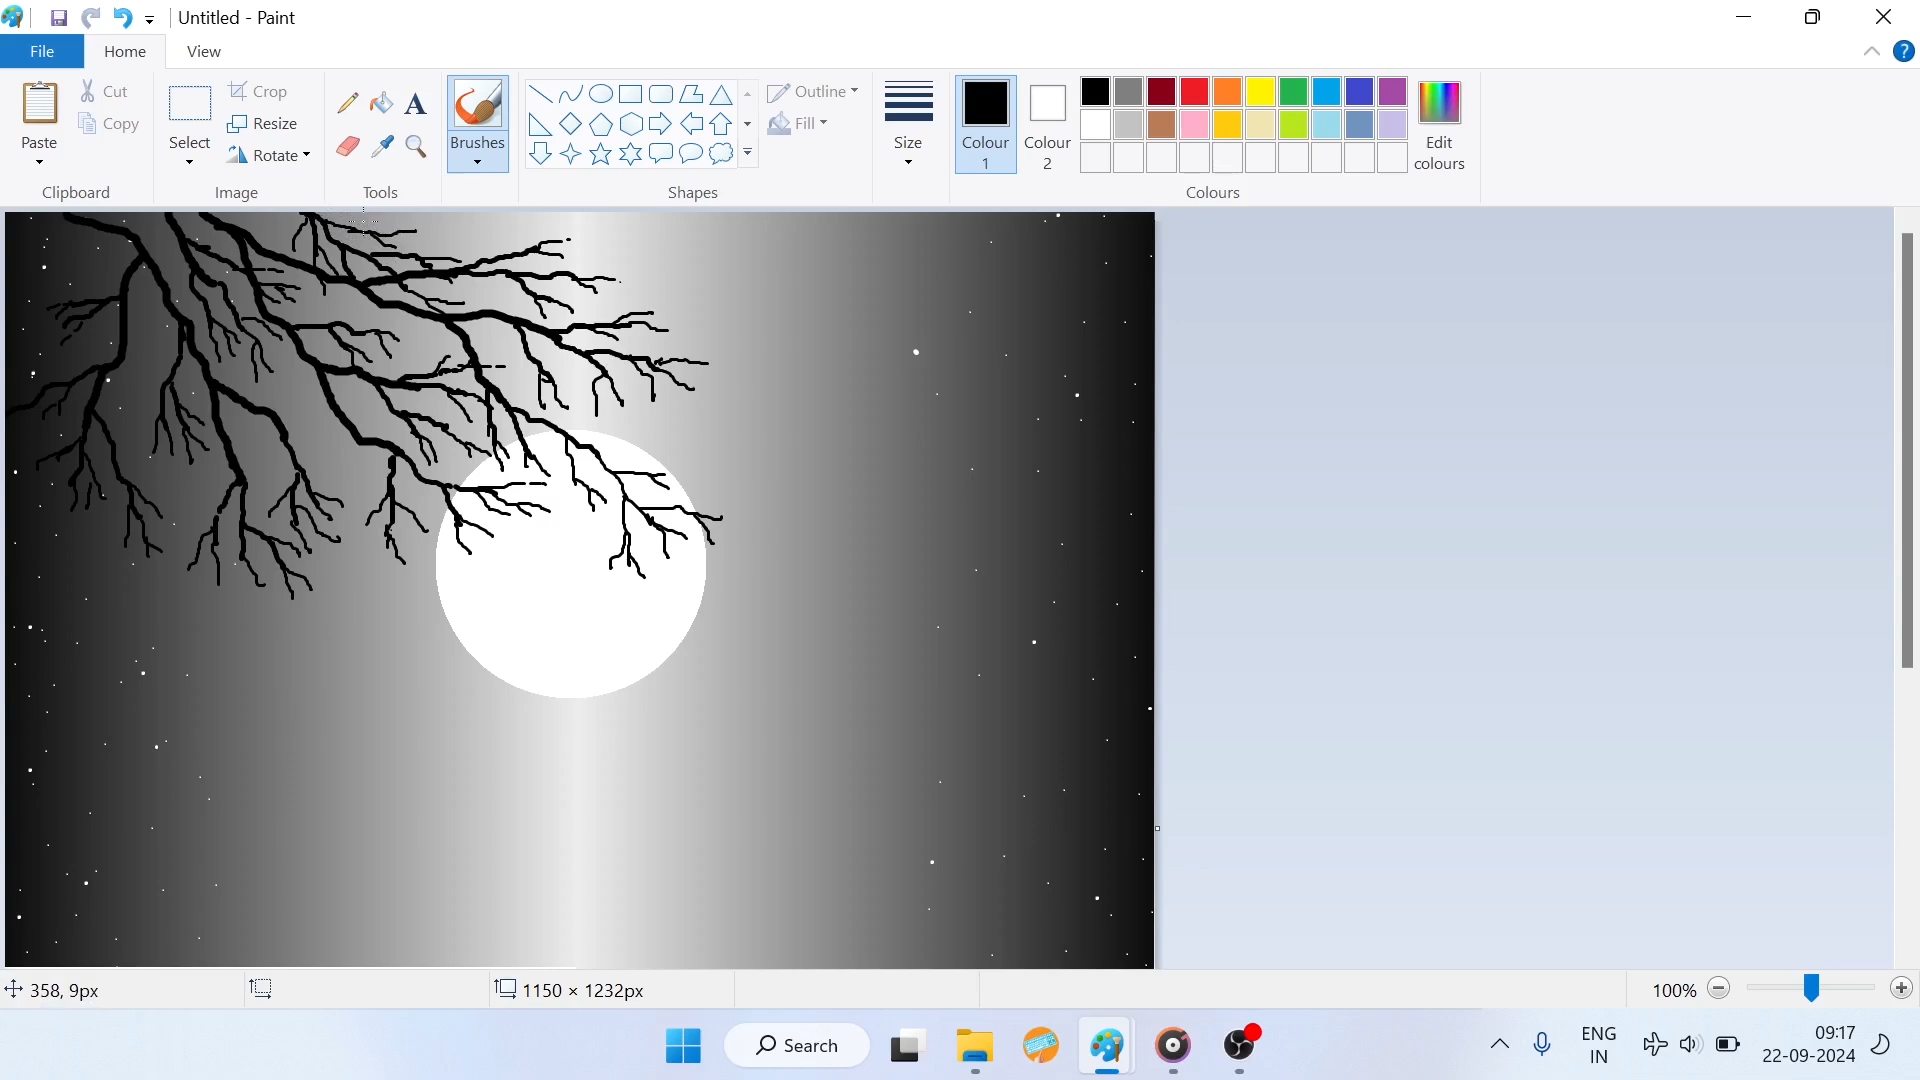 Untitled - Paint
File Home View
Paste
Cut
Copy
Clipboard
Select
Crop
Resize
Rotate
Image
A
Tools
Brushes
Shapes
Outline
Fill
Size
Colour 1
Colour 2
Edit colours
Colours
?
358, 9px
1150 × 1232px
100%
Search
ENG
IN
09:17
22-09-2024